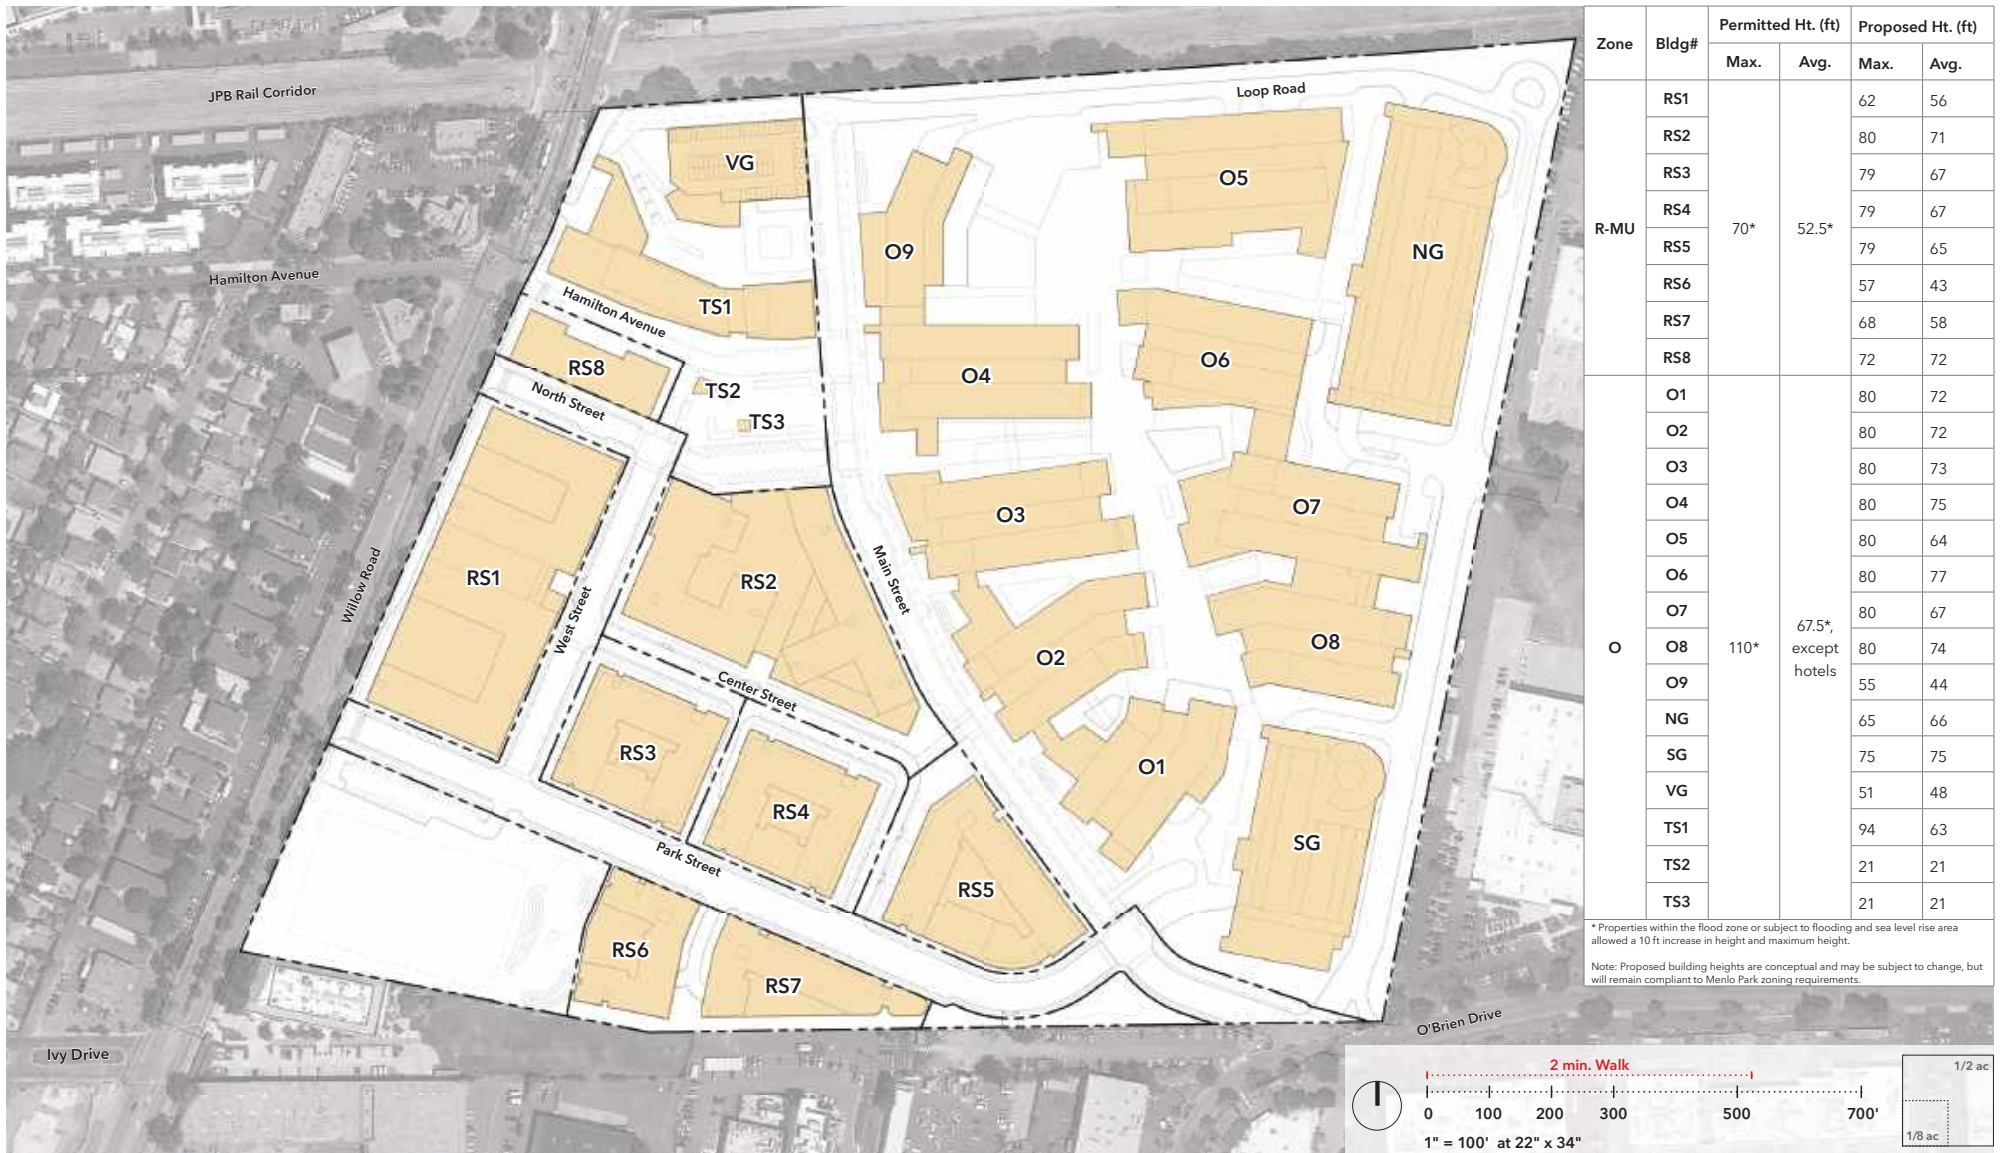 JPB Rail Corridor
Loop Road
VG
O5
O9
NG
Hamilton Avenue
Hamilton Avenue
TS1
RS8
O4
O6
TS2
North Street
TS3
O3
O7
RS1
RS2
Main Street
Willow Road
West Street
O2
O8
Center Street
RS3
O1
RS4
SG
Park Street
RS5
RS6
RS7
O'Brien Drive
Ivy Drive
Zone Bldg# Permitted Ht. (ft) Proposed Ht. (ft)
Max. Avg. Max. Avg.
R-MU 70* 52.5*
RS1 62 56
RS2 80 71
RS3 79 67
RS4 79 67
RS5 79 65
RS6 57 43
RS7 68 58
RS8 72 72
O 110* 67.5*,
except
hotels
O1 80 72
O2 80 72
O3 80 73
O4 80 75
O5 80 64
O6 80 77
O7 80 67
O8 80 74
O9 55 44
NG 65 66
SG 75 75
VG 51 48
TS1 94 63
TS2 21 21
TS3 21 21
* Properties within the flood zone or subject to flooding and sea level rise area
allowed a 10 ft increase in height and maximum height.
Note: Proposed building heights are conceptual and may be subject to change, but
will remain compliant to Menlo Park zoning requirements.
2 min. Walk
0 100 200 300 500 700'
1" = 100' at 22" x 34"
1/2 ac
1/8 ac